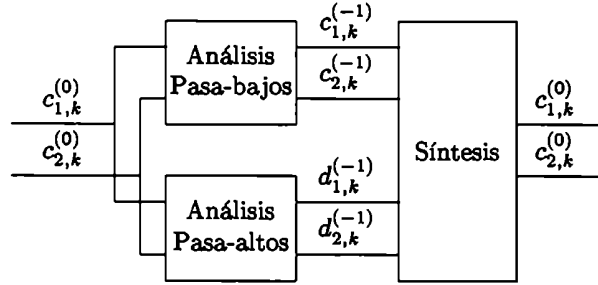 c_{1,k}^{(-1)}
Análisis
Pasa-bajos
c_{2,k}^{(-1)}
c_{1,k}^{(0)}
c_{2,k}^{(0)}
Síntesis
c_{1,k}^{(0)}
c_{2,k}^{(0)}
Análisis
Pasa-altos
d_{1,k}^{(-1)}
d_{2,k}^{(-1)}